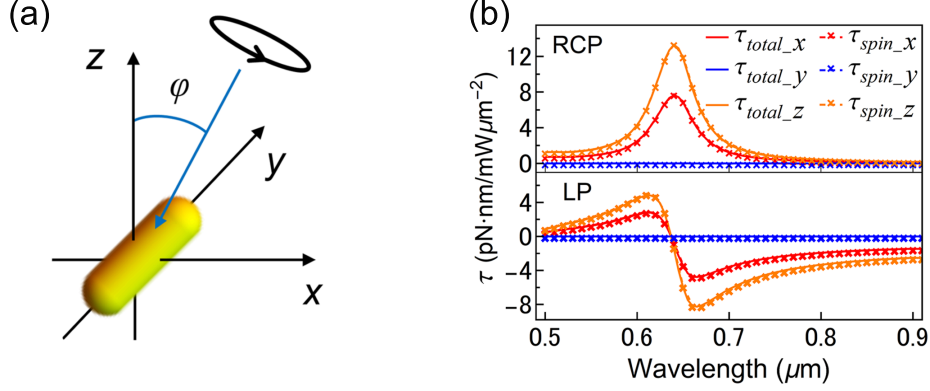 (a)
z
φ
y
x
(b)
RCP
τtotal_x τspin_x
τtotal_y τspin_y
τtotal_z τspin_z
12
8
4
0
LP
4
0
−4
−8
τ (pN·nm/mWμm⁻²)
0.5 0.6 0.7 0.8 0.9
Wavelength (μm)